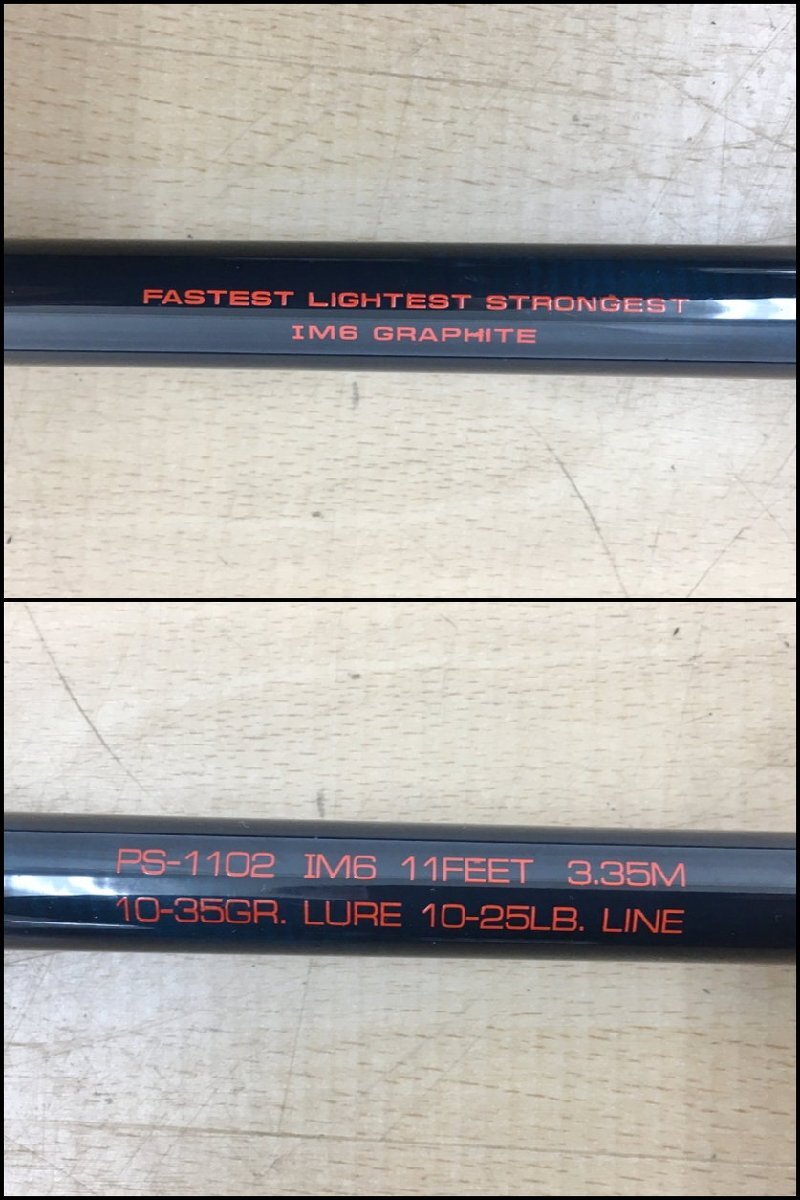 FASTEST LIGHTEST STRONGEST
IM6 GRAPHITE
PS-1102 IM6 11FEET 3.35M
10-35GR. LURE 10-25LB. LINE